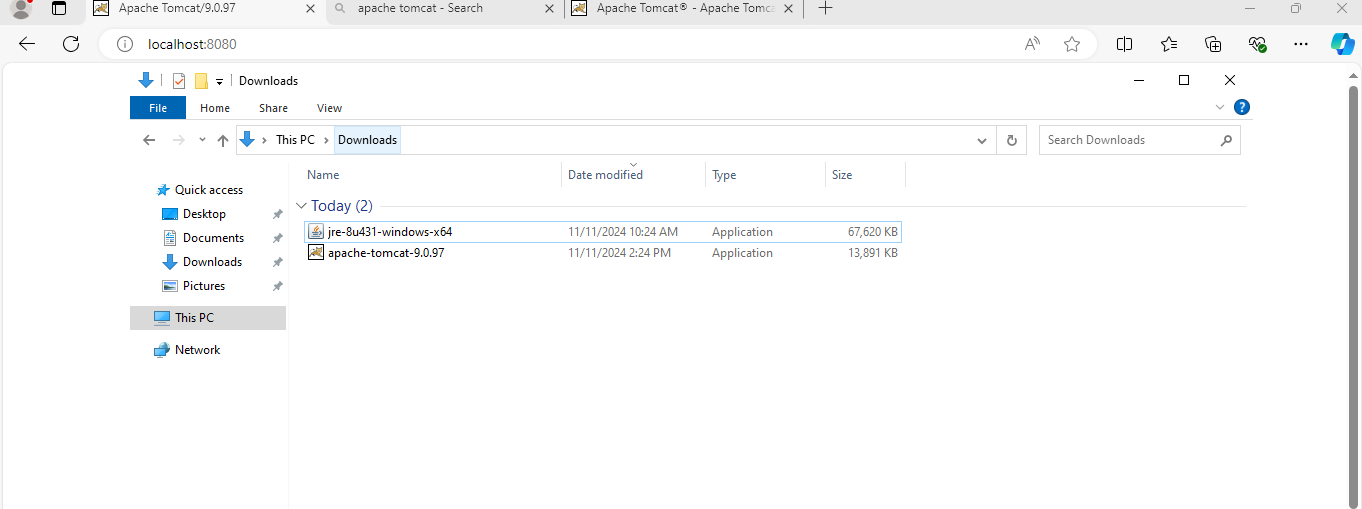 Apache Tomcat/9.0.97
apache tomcat - Search
Apache Tomcat® - Apache Tomc
localhost:8080
Downloads
File Home Share View
This PC Downloads
Search Downloads
Name Date modified Type Size
Quick access
Desktop
Documents
Downloads
Pictures
This PC
Network
Today (2)
jre-8u431-windows-x64 11/11/2024 10:24 AM Application 67,620 KB
apache-tomcat-9.0.97 11/11/2024 2:24 PM Application 13,891 KB